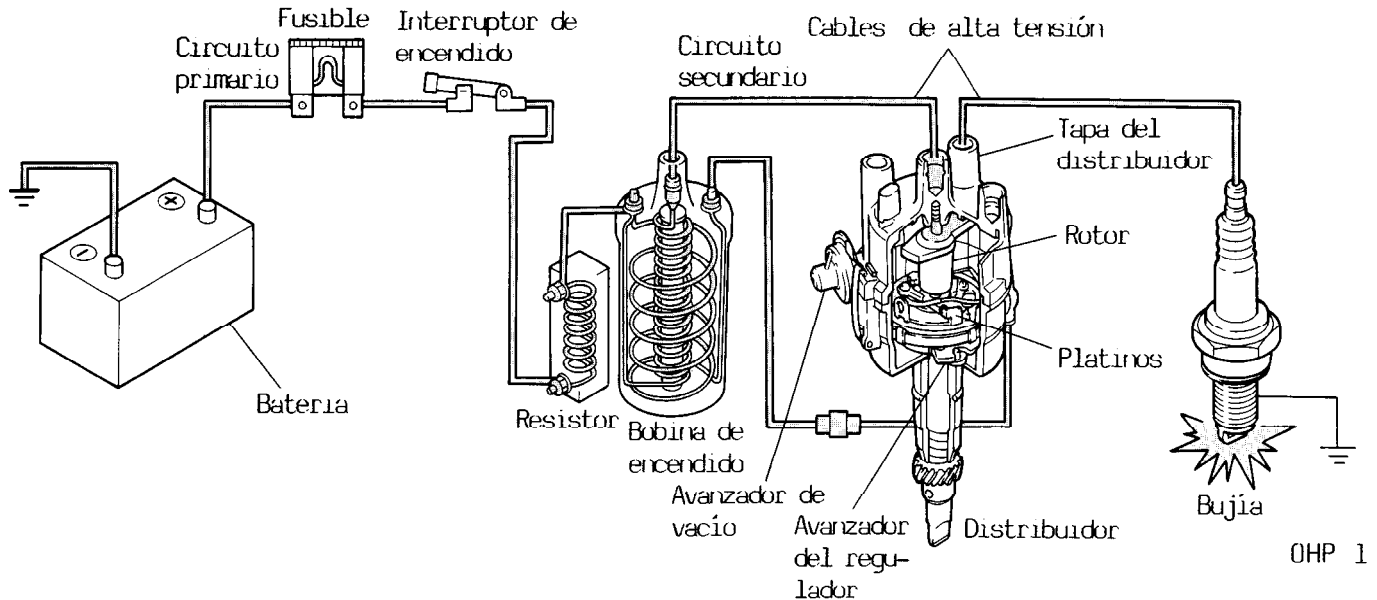 Fusible
Interruptor de
encendido
Circuito
primario
Circuito
secundario
Cables de alta tensión
Tapa del
distribuidor
Rotor
Platinos
Bateria
Resistor
Bobina de
encendido
Avanzador de
vacío
Avanzador
del regu-
lador
Distribuidor
Bujía
OHP 1